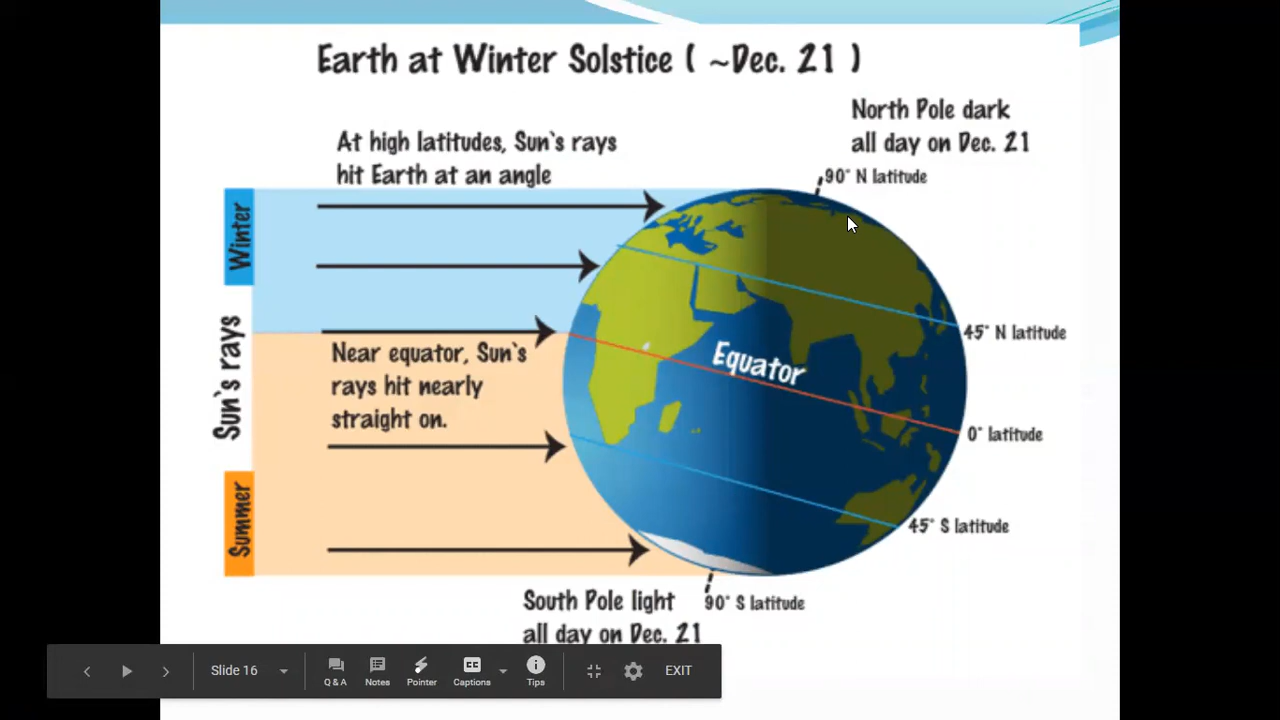 Earth at Winter Solstice ( ~Dec. 21 )
North Pole dark
all day on Dec. 21
At high latitudes, Sun`s rays
hit Earth at an angle
90° N latitude
Winter
Sun`s rays
Summer
Near equator, Sun`s
rays hit nearly
straight on.
Equator
45° N latitude
0° latitude
45° S latitude
South Pole light
all day on Dec. 21
90° S latitude
Slide 16
Q & A
Notes
Pointer
CC
Captions
Tips
EXIT